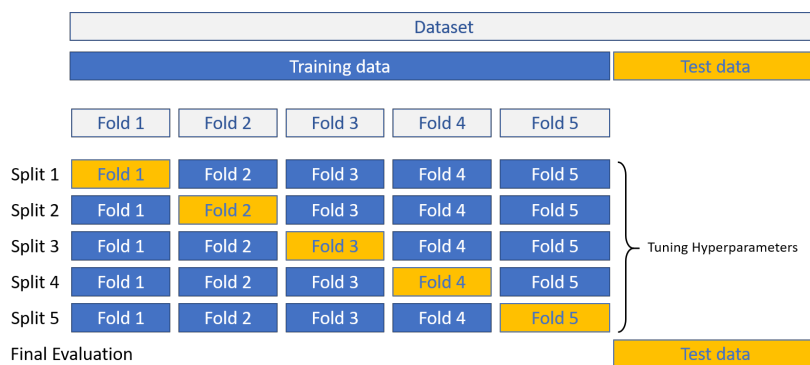 Dataset
Training data Test data
Fold 1 Fold 2 Fold 3 Fold 4 Fold 5
Split 1 Fold 1 Fold 2 Fold 3 Fold 4 Fold 5
Split 2 Fold 1 Fold 2 Fold 3 Fold 4 Fold 5
Split 3 Fold 1 Fold 2 Fold 3 Fold 4 Fold 5 Tuning Hyperparameters
Split 4 Fold 1 Fold 2 Fold 3 Fold 4 Fold 5
Split 5 Fold 1 Fold 2 Fold 3 Fold 4 Fold 5
Final Evaluation Test data